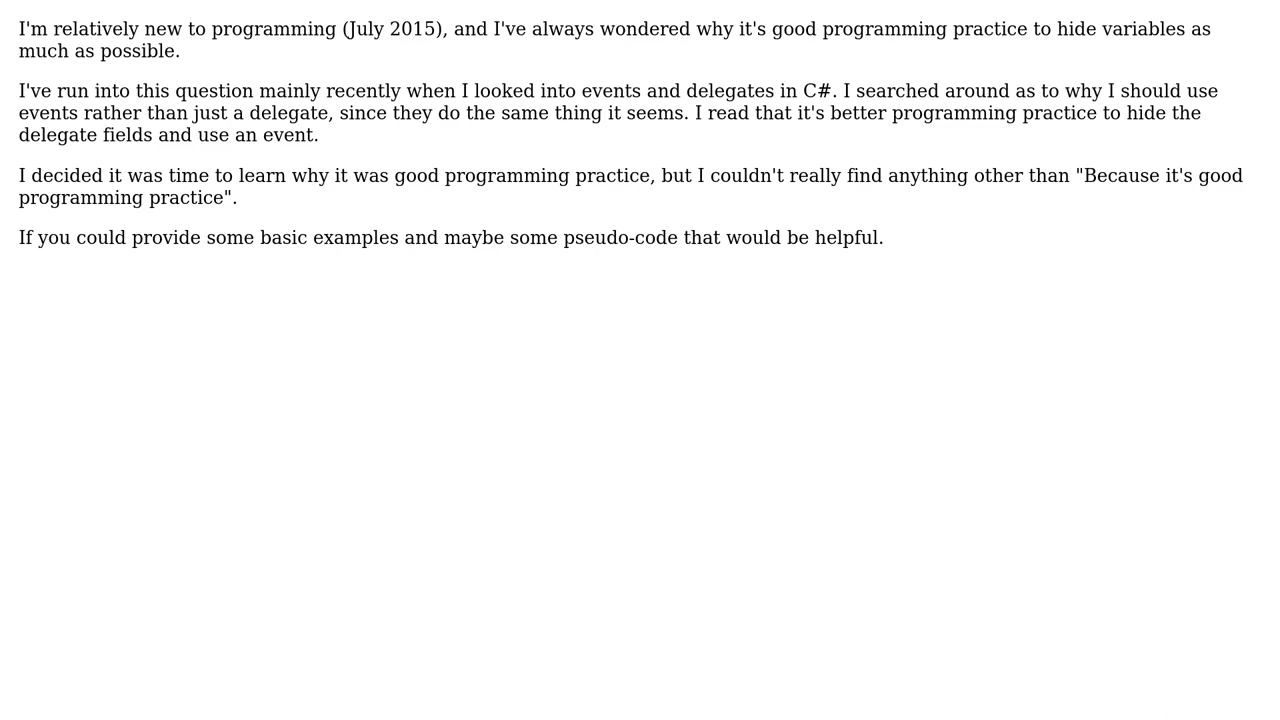 I'm relatively new to programming (July 2015), and I've always wondered why it's good programming practice to hide variables as
much as possible.
I've run into this question mainly recently when I looked into events and delegates in C#. I searched around as to why I should use
events rather than just a delegate, since they do the same thing it seems. I read that it's better programming practice to hide the
delegate fields and use an event.
I decided it was time to learn why it was good programming practice, but I couldn't really find anything other than "Because it's good
programming practice".
If you could provide some basic examples and maybe some pseudo-code that would be helpful.